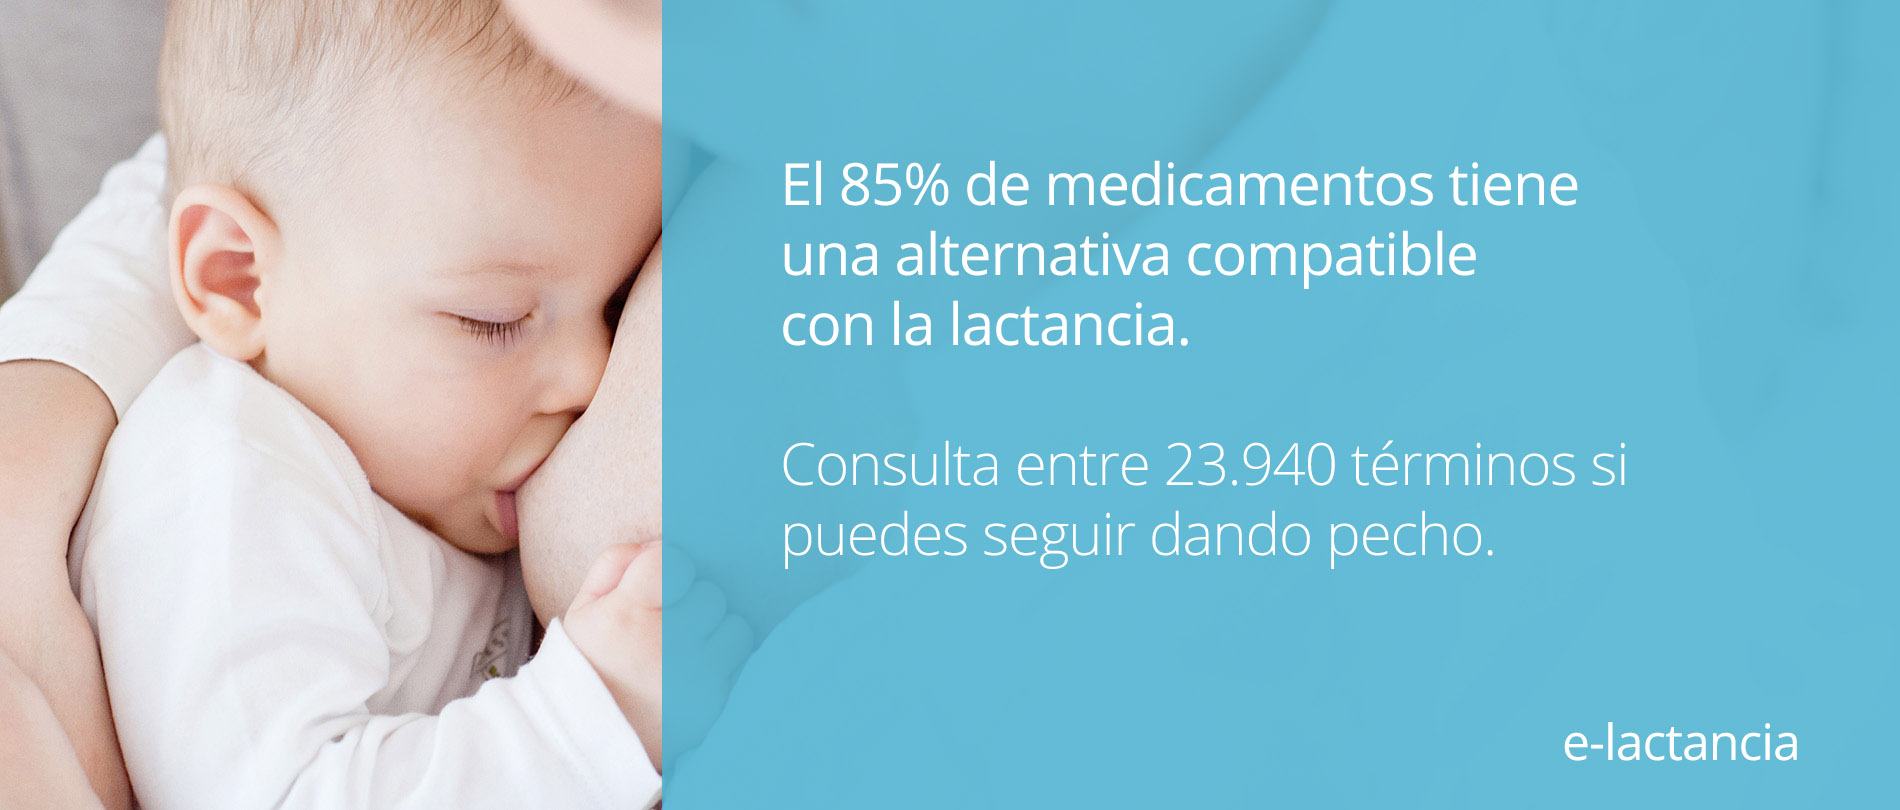 El 85% de medicamentos tiene
una alternativa compatible
con la lactancia.
Consulta entre 23.940 términos si
puedes seguir dando pecho.
e-lactancia